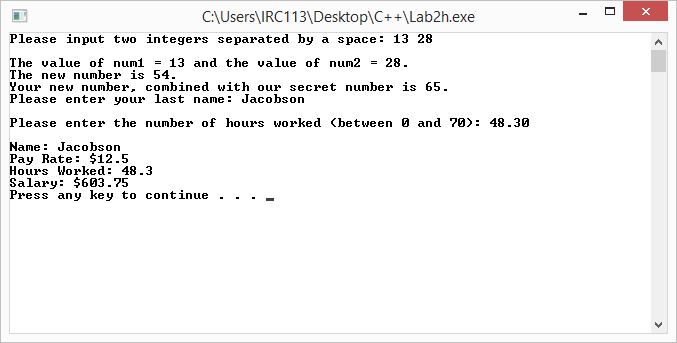 C:\Users\IRC113\Desktop\C++\Lab2h.exe
Please input two integers separated by a space: 13 28
The value of num1 = 13 and the value of num2 = 28.
The new number is 54.
Your new number, combined with our secret number is 65.
Please enter your last name: Jacobson
Please enter the number of hours worked (between 0 and 70): 48.30
Name: Jacobson
Pay Rate: $12.5
Hours Worked: 48.3
Salary: $603.75
Press any key to continue . . .